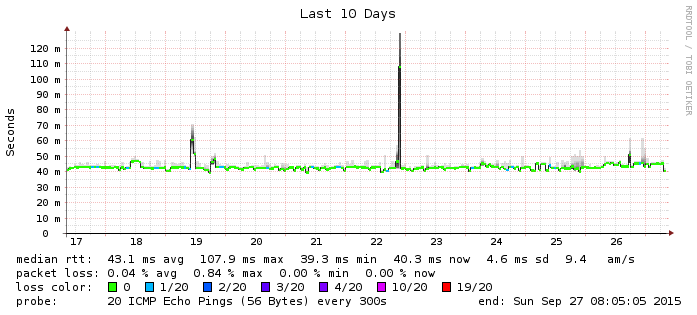 Last 10 Days
RRDTOOL / TOBI OETIKER
Seconds
120 m
110 m
100 m
90 m
80 m
70 m
60 m
50 m
40 m
30 m
20 m
10 m
0
17 18 19 20 21 22 23 24 25 26
median rtt: 43.1 ms avg 107.9 ms max 39.3 ms min 40.3 ms now 4.6 ms sd 9.4 am/s
packet loss: 0.04 % avg 0.84 % max 0.00 % min 0.00 % now
loss color: 0 1/20 2/20 3/20 4/20 10/20 19/20
probe: 20 ICMP Echo Pings (56 Bytes) every 300s end: Sun Sep 27 08:05:05 2015